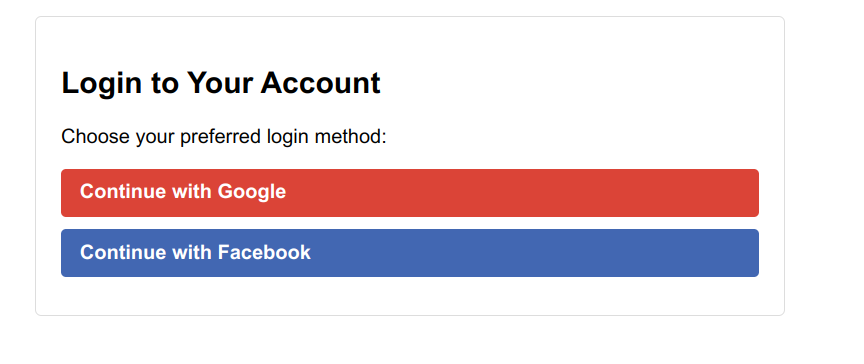 Login to Your Account
Choose your preferred login method:
Continue with Google
Continue with Facebook